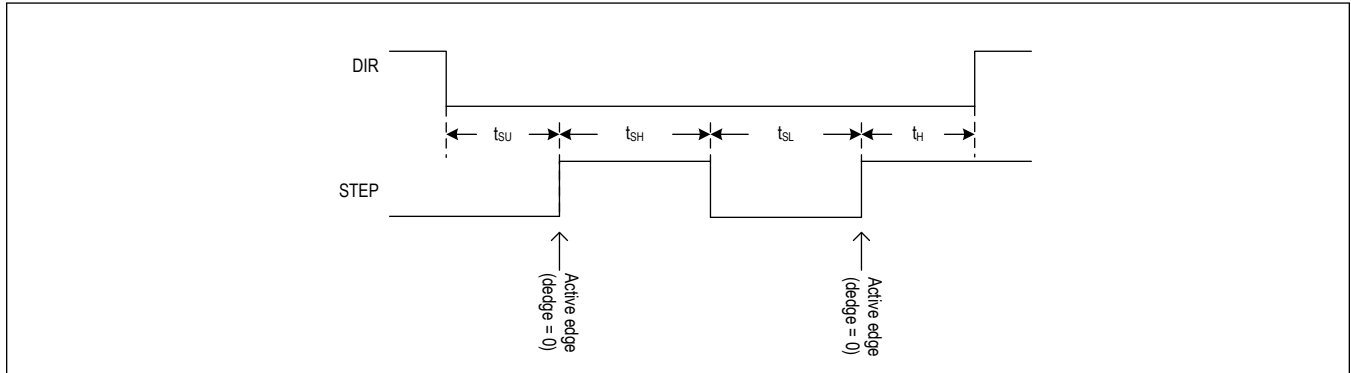 DIR
tSU
tSH
tSL
tH
STEP
Active edge
(dedge = 0)
Active edge
(dedge = 0)